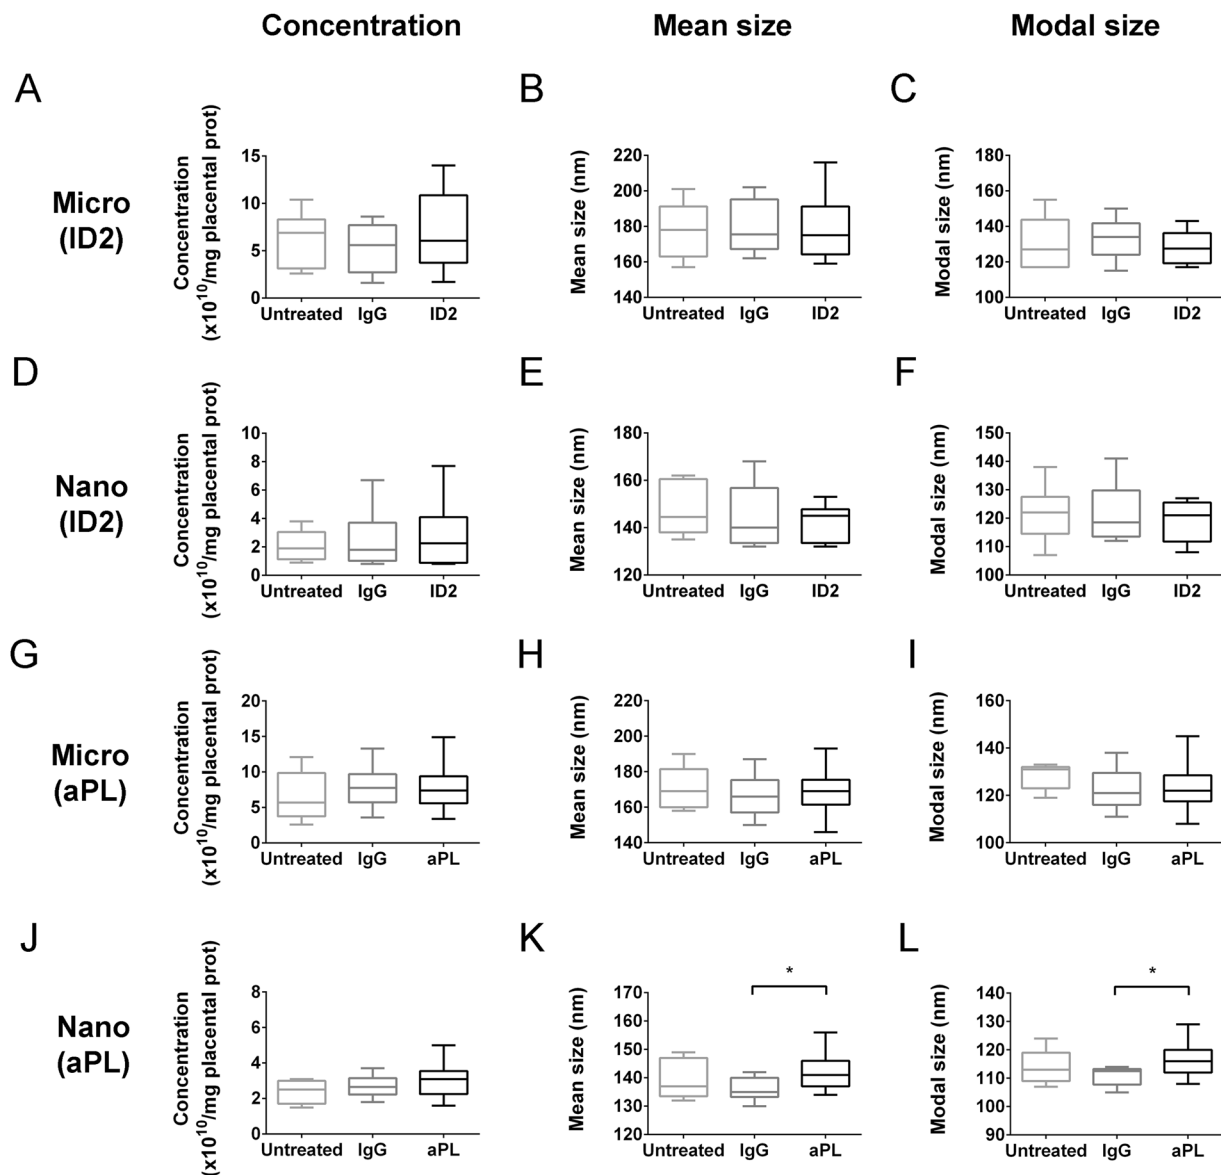 Concentration Mean size Modal size
A B C
Micro
(ID2)
Concentration
(x10¹⁰/mg placental prot)
15
10
5
0
Untreated IgG ID2
Mean size (nm)
220
200
180
160
140
Untreated IgG ID2
Modal size (nm)
180
160
140
120
100
Untreated IgG ID2
D E F
Nano
(ID2)
Concentration
(x10¹⁰/mg placental prot)
10
8
6
4
2
0
Untreated IgG ID2
Mean size (nm)
180
160
140
120
Untreated IgG ID2
Modal size (nm)
150
140
130
120
110
100
Untreated IgG ID2
G H I
Micro
(aPL)
Concentration
(x10¹⁰/mg placental prot)
20
15
10
5
0
Untreated IgG aPL
Mean size (nm)
220
200
180
160
140
Untreated IgG aPL
Modal size (nm)
160
140
120
100
Untreated IgG aPL
J K L
Nano
(aPL)
Concentration
(x10¹⁰/mg placental prot)
8
6
4
2
0
Untreated IgG aPL
Mean size (nm)
*
170
160
150
140
130
120
Untreated IgG aPL
Modal size (nm)
*
140
130
120
110
100
90
Untreated IgG aPL